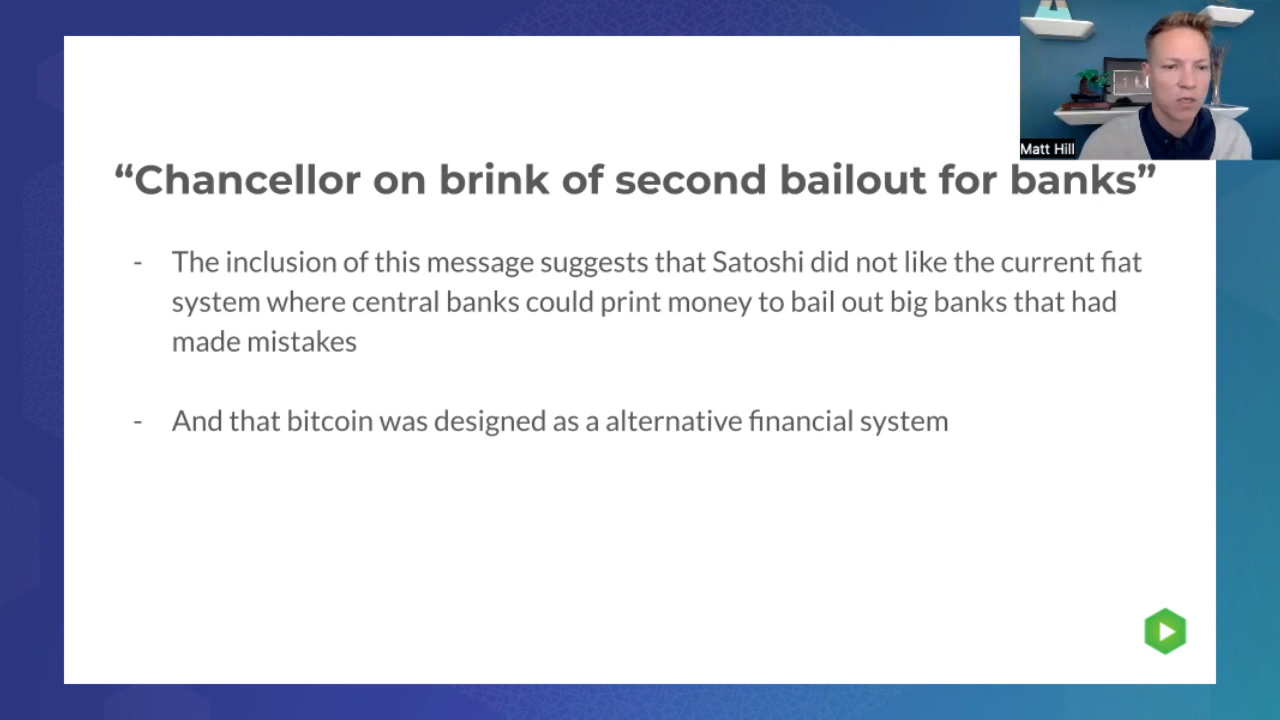 Matt Hill
“Chancellor on brink of second bailout for banks”
- The inclusion of this message suggests that Satoshi did not like the current fiat
system where central banks could print money to bail out big banks that had
made mistakes
- And that bitcoin was designed as a alternative financial system